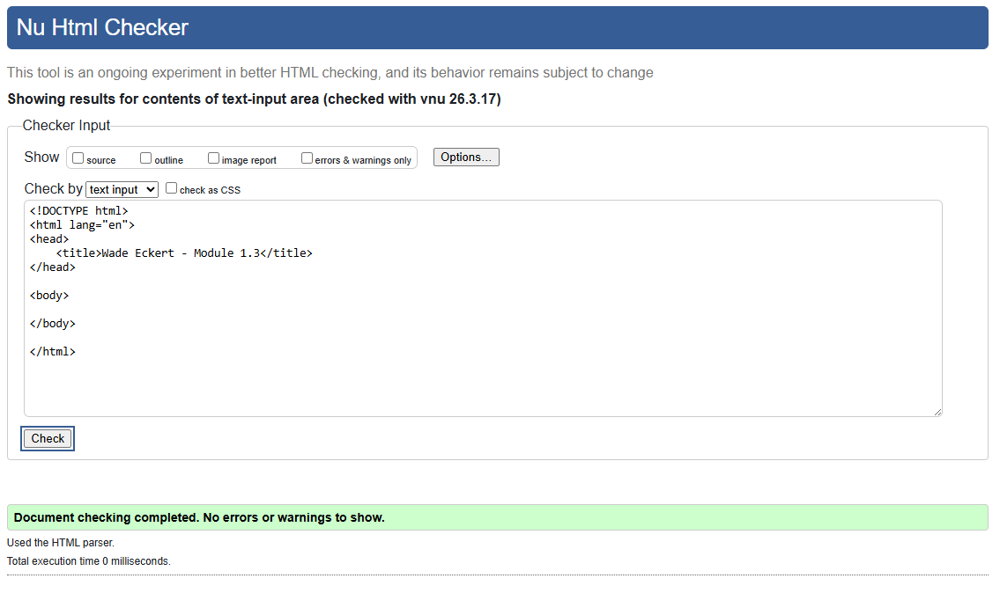 Nu Html Checker
This tool is an ongoing experiment in better HTML checking, and its behavior remains subject to change
Showing results for contents of text-input area (checked with vnu 26.3.17)
Checker Input
Show source outline image report errors & warnings only Options...
Check by text input check as CSS
<!DOCTYPE html>
<html lang="en">
<head>
    <title>Wade Eckert - Module 1.3</title>
</head>
<body>
</body>
</html>
Check
Document checking completed. No errors or warnings to show.
Used the HTML parser.
Total execution time 0 milliseconds.